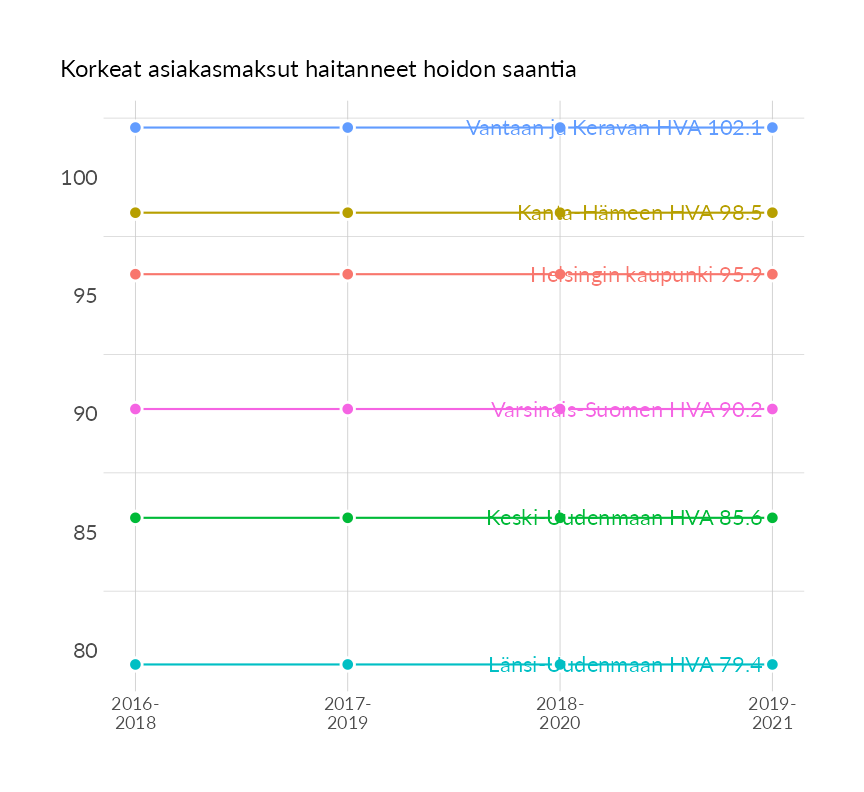 Korkeat asiakasmaksut haitanneet hoidon saantia
Vantaan ja Keravan HVA 102.1
100
Kanta-Hämeen HVA 98.5
95
Helsingin kaupunki 95.9
90
Varsinais-Suomen HVA 90.2
85
Keski-Uudenmaan HVA 85.6
80
Länsi-Uudenmaan HVA 79.4
2016-
2018
2017-
2019
2018-
2020
2019-
2021